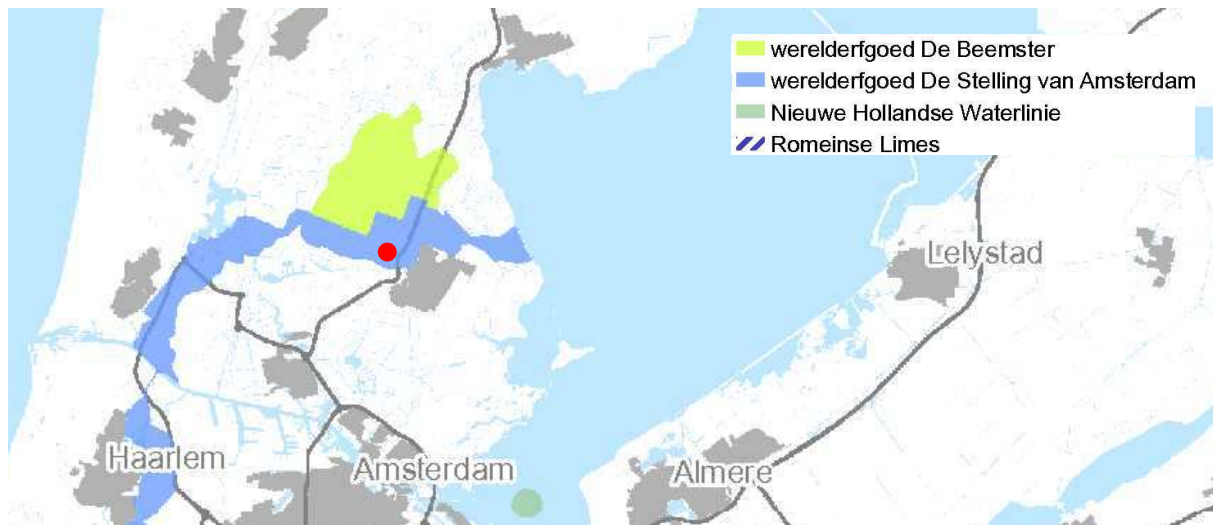 werelderfgoed De Beemster
werelderfgoed De Stelling van Amsterdam
Nieuwe Hollandse Waterlinie
Romeinse Limes
Lelystad
Haarlem
Amsterdam
Almere